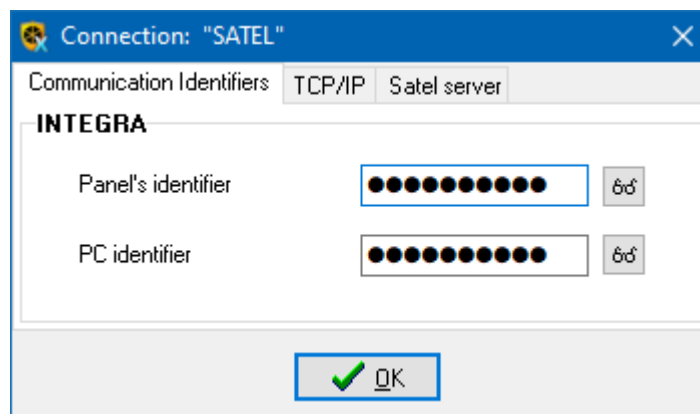 Connection: "SATEL"
Communication Identifiers TCP/IP Satel server
INTEGRA
Panel's identifier ●●●●●●●●●●
PC identifier ●●●●●●●●●●
OK